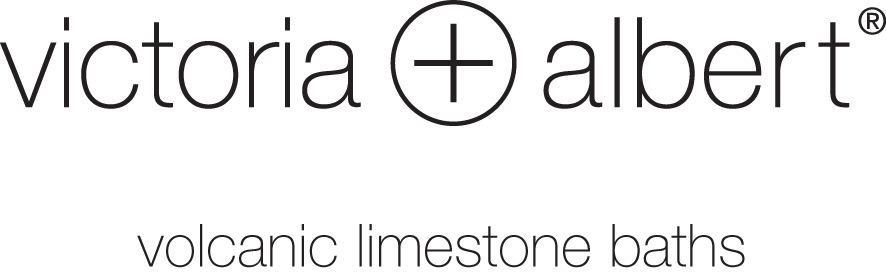 victoria + albert®
volcanic limestone baths